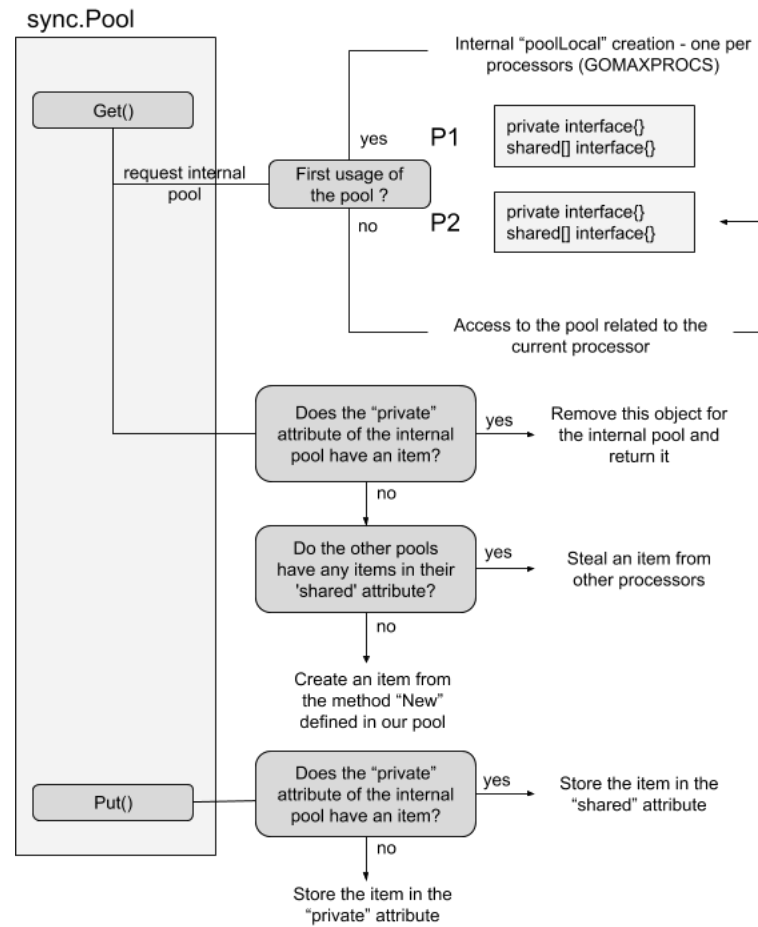 sync.Pool
Get()
request internal
pool
First usage of
the pool ?
yes
no
Internal “poolLocal” creation - one per
processors (GOMAXPROCS)
P1
private interface{}
shared[] interface{}
P2
private interface{}
shared[] interface{}
Access to the pool related to the
current processor
Does the “private”
attribute of the internal
pool have an item?
yes
Remove this object for
the internal pool and
return it
no
Do the other pools
have any items in their
'shared' attribute?
yes
Steal an item from
other processors
no
Create an item from
the method “New”
defined in our pool
Put()
Does the “private”
attribute of the internal
pool have an item?
yes
Store the item in the
“shared” attribute
no
Store the item in the
“private” attribute